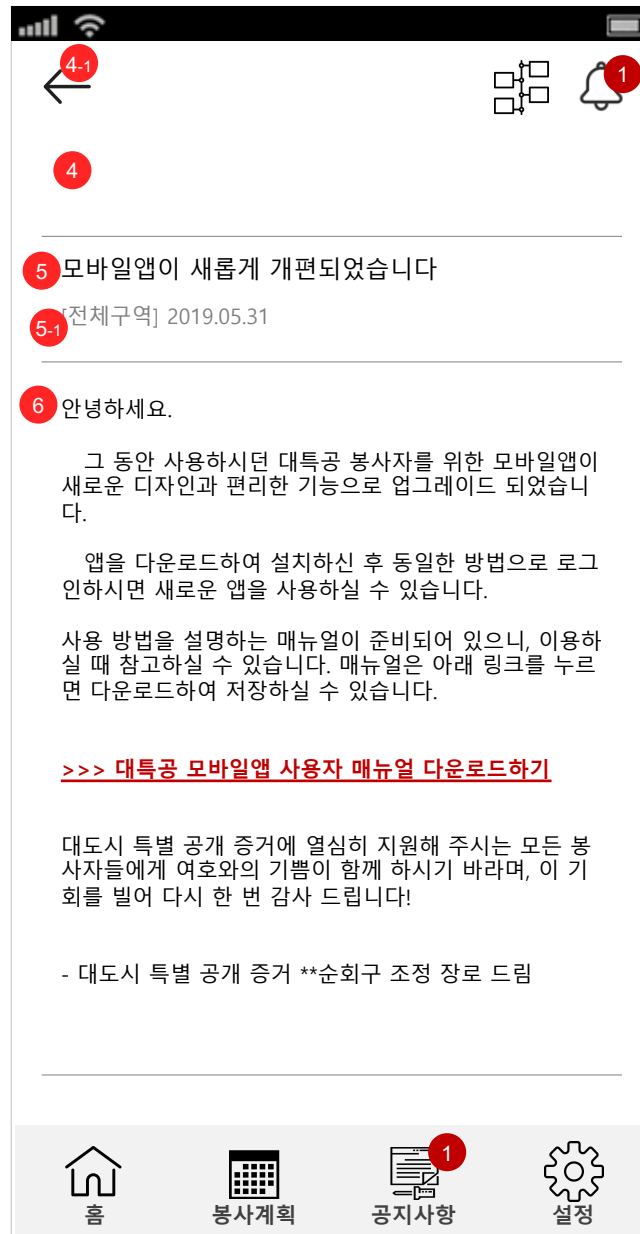 4-1
1
4
5 모바일앱이 새롭게 개편되었습니다
5-1 [전체구역] 2019.05.31
6 안녕하세요.
그 동안 사용하시던 대특공 봉사자를 위한 모바일앱이
새로운 디자인과 편리한 기능으로 업그레이드 되었습니
다.
앱을 다운로드하여 설치하신 후 동일한 방법으로 로그
인하시면 새로운 앱을 사용하실 수 있습니다.
사용 방법을 설명하는 매뉴얼이 준비되어 있으니, 이용하
실 때 참고하실 수 있습니다. 매뉴얼은 아래 링크를 누르
면 다운로드하여 저장하실 수 있습니다.
>>> 대특공 모바일앱 사용자 매뉴얼 다운로드하기
대도시 특별 공개 증거에 열심히 지원해 주시는 모든 봉
사자들에게 여호와의 기쁨이 함께 하시기 바라며, 이 기
회를 빌어 다시 한 번 감사 드립니다!
- 대도시 특별 공개 증거 **순회구 조정 장로 드림
1
홈 봉사계획 공지사항 설정